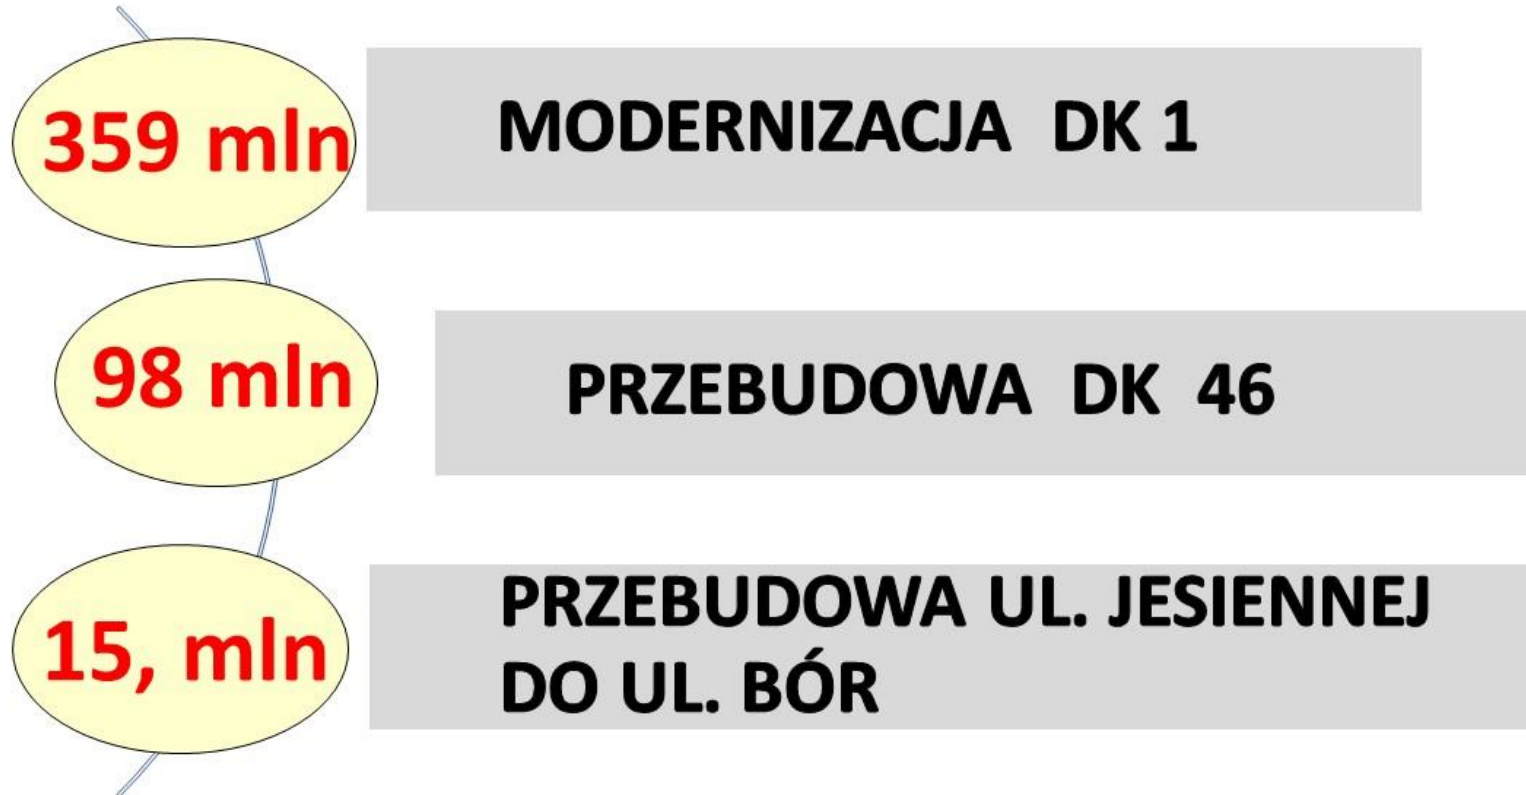 359 mln
MODERNIZACJA DK 1
98 mln
PRZEBUDOWA DK 46
15, mln
PRZEBUDOWA UL. JESIENNEJ
DO UL. BÓR